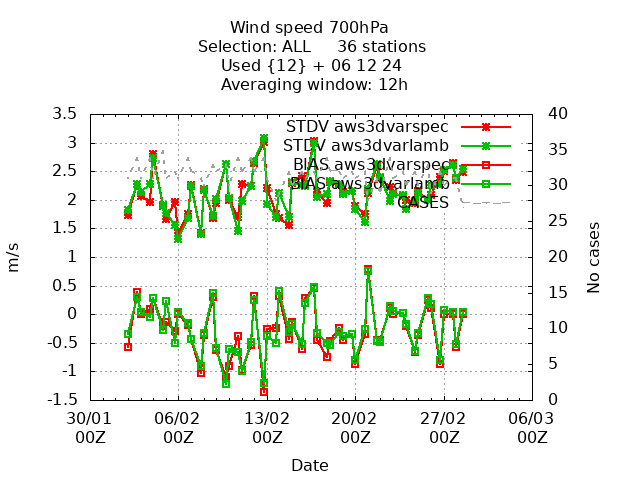 Wind speed 700hPa
Selection: ALL 36 stations
Used {12} + 06 12 24
Averaging window: 12h
STDV aws3dvarspec
STDV aws3dvarlamb
BIAS aws3dvarspec
BIAS aws3dvarlamb
CASES
3.5
3
2.5
2
1.5
1
0.5
0
-0.5
-1
-1.5
m/s
40
35
30
25
20
15
10
5
0
No cases
30/01 06/02 13/02 20/02 27/02 06/03
00Z 00Z 00Z 00Z 00Z 00Z
Date